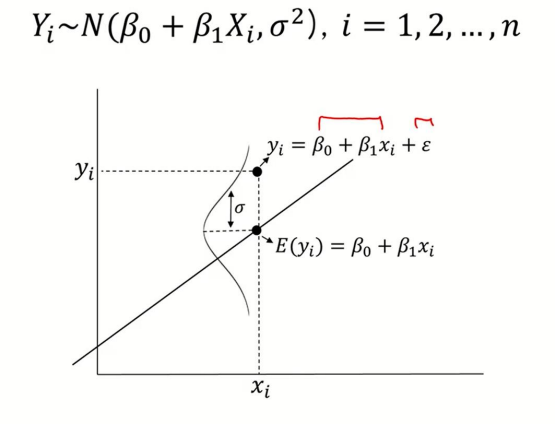 Yᵢ~N(β₀ + β₁Xᵢ, σ²), i = 1, 2, …, n
yᵢ = β₀ + β₁xᵢ + ε
yᵢ
σ
E(yᵢ) = β₀ + β₁xᵢ
xᵢ